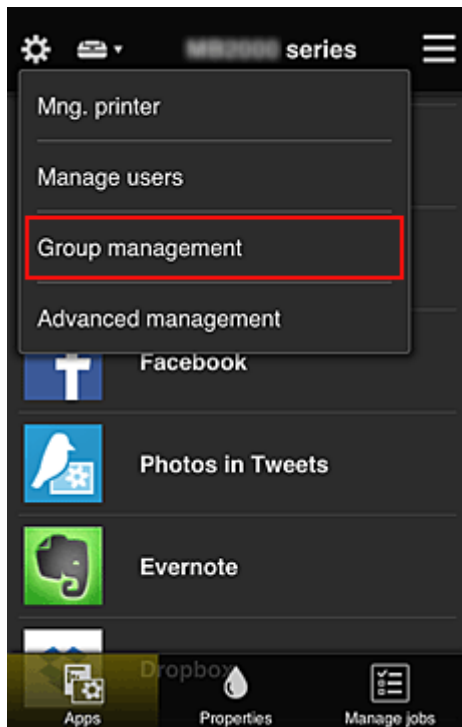 series
Mng. printer
Manage users
Group management
Advanced management
Facebook
Photos in Tweets
Evernote
Dropbox
Apps
Properties
Manage jobs